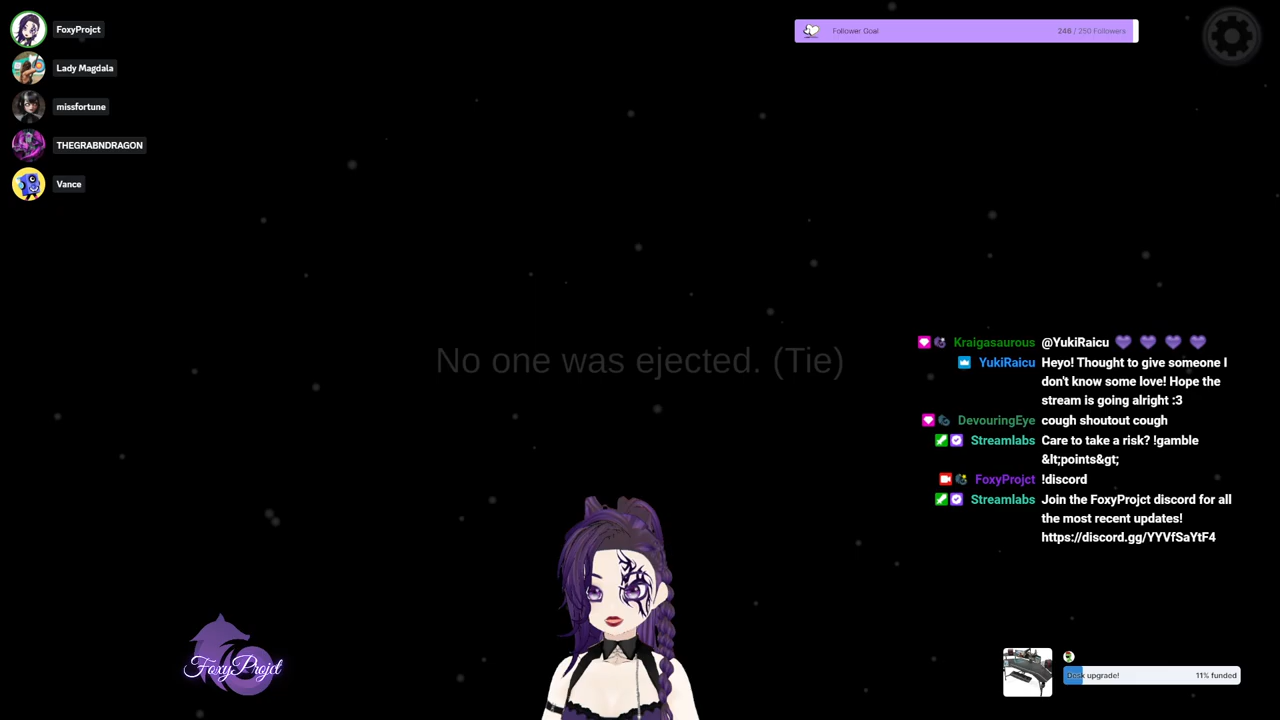 FoxyProjct
Lady Magdala
missfortune
THEGRABNDRAGON
Vance
Follower Goal
246 / 250 Followers
No one was ejected. (Tie)
Kraigasaurous @YukiRaicu
YukiRaicu Heyo! Thought to give someone I
don't know some love! Hope the
stream is going alright :3
DevouringEye cough shoutout cough
Streamlabs Care to take a risk? !gamble
&lt;points&gt;
FoxyProjct !discord
Streamlabs Join the FoxyProjct discord for all
the most recent updates!
https://discord.gg/YYVfSaYtF4
FoxyProjct
Desk upgrade!
11% funded